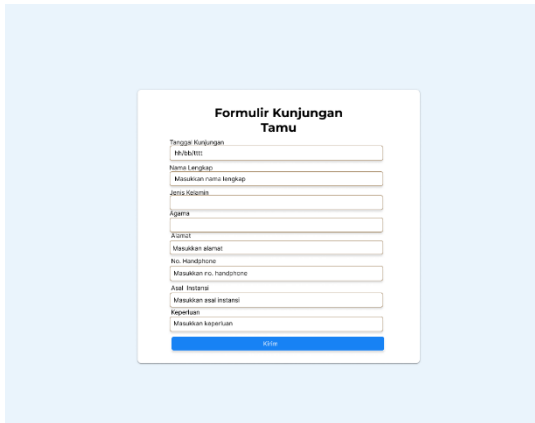 Formulir Kunjungan
Tamu
Tanggal Kunjungan
hh/bb/tttt
Nama Lengkap
Masukkan nama lengkap
Jenis Kelamin
Agama
Alamat
Masukkan alamat
No. Handphone
Masukkan no. handphone
Asal Instansi
Masukkan asal instansi
Keperluan
Masukkan keperluan
Kirim